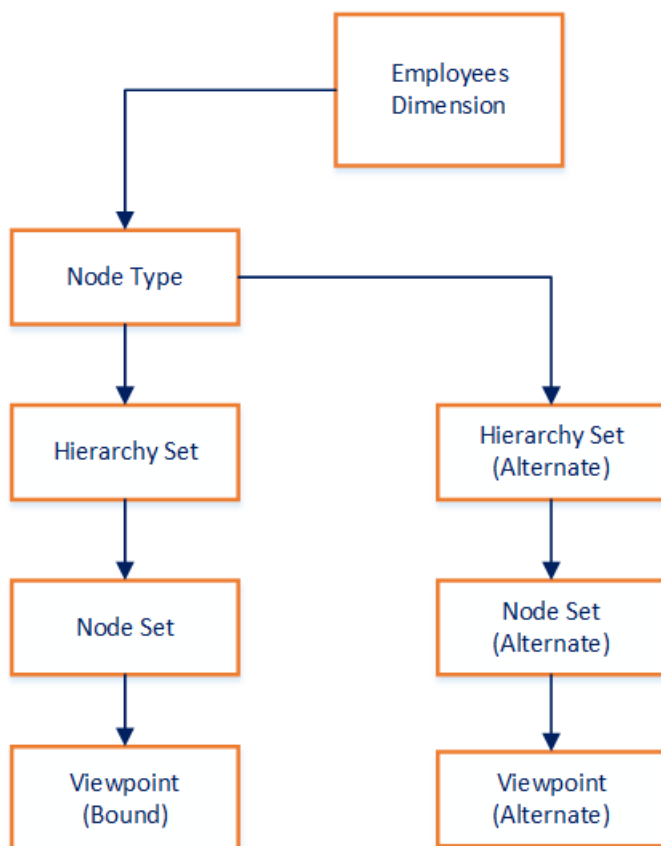 Employees
Dimension
Node Type
Hierarchy Set
Hierarchy Set
(Alternate)
Node Set
Node Set
(Alternate)
Viewpoint
(Bound)
Viewpoint
(Alternate)